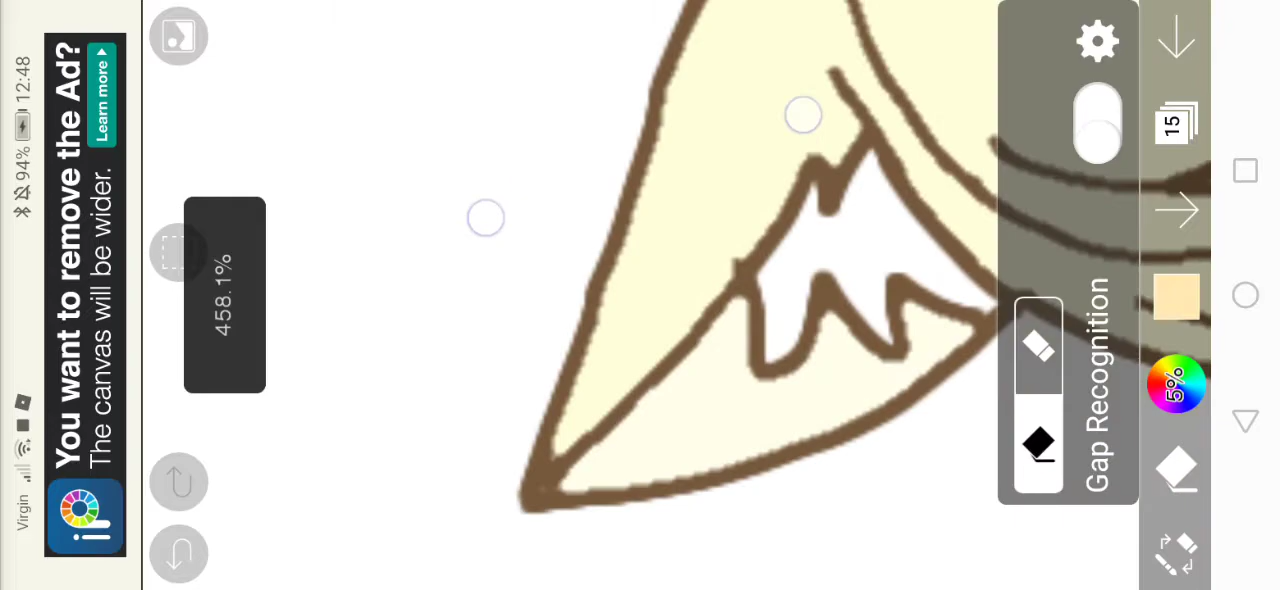 Virgin
94%
12:48
You want to remove the Ad?
The canvas will be wider.
Learn more
458.1%
Gap Recognition
5%
15